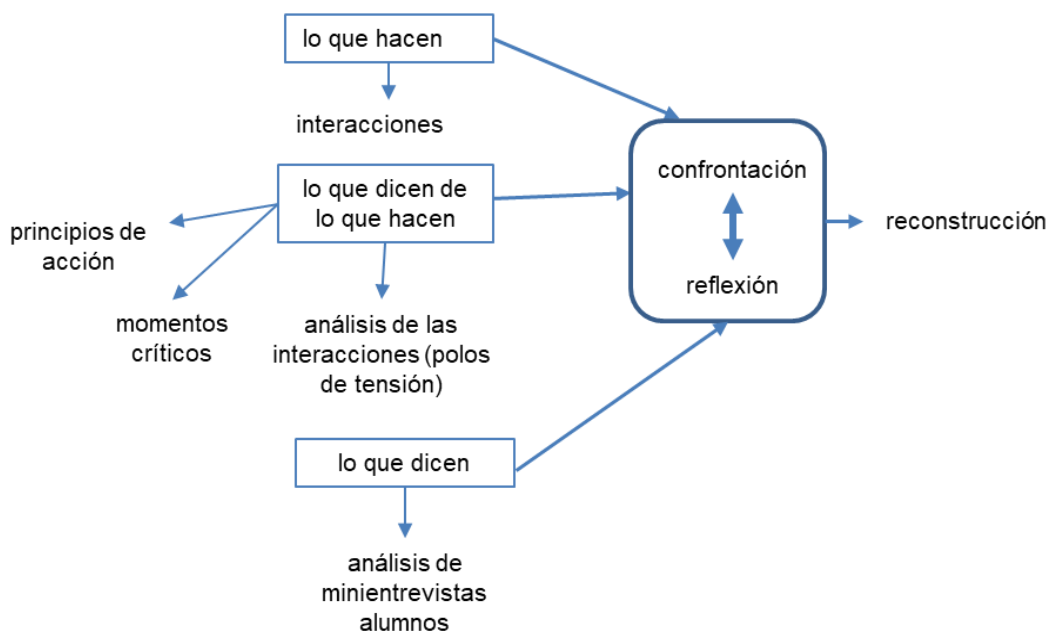 lo que hacen
interacciones
lo que dicen de
lo que hacen
principios de
acción
momentos
críticos
análisis de las
interacciones (polos
de tensión)
lo que dicen
análisis de
minientrevistas
alumnos
confrontación
reflexión
reconstrucción